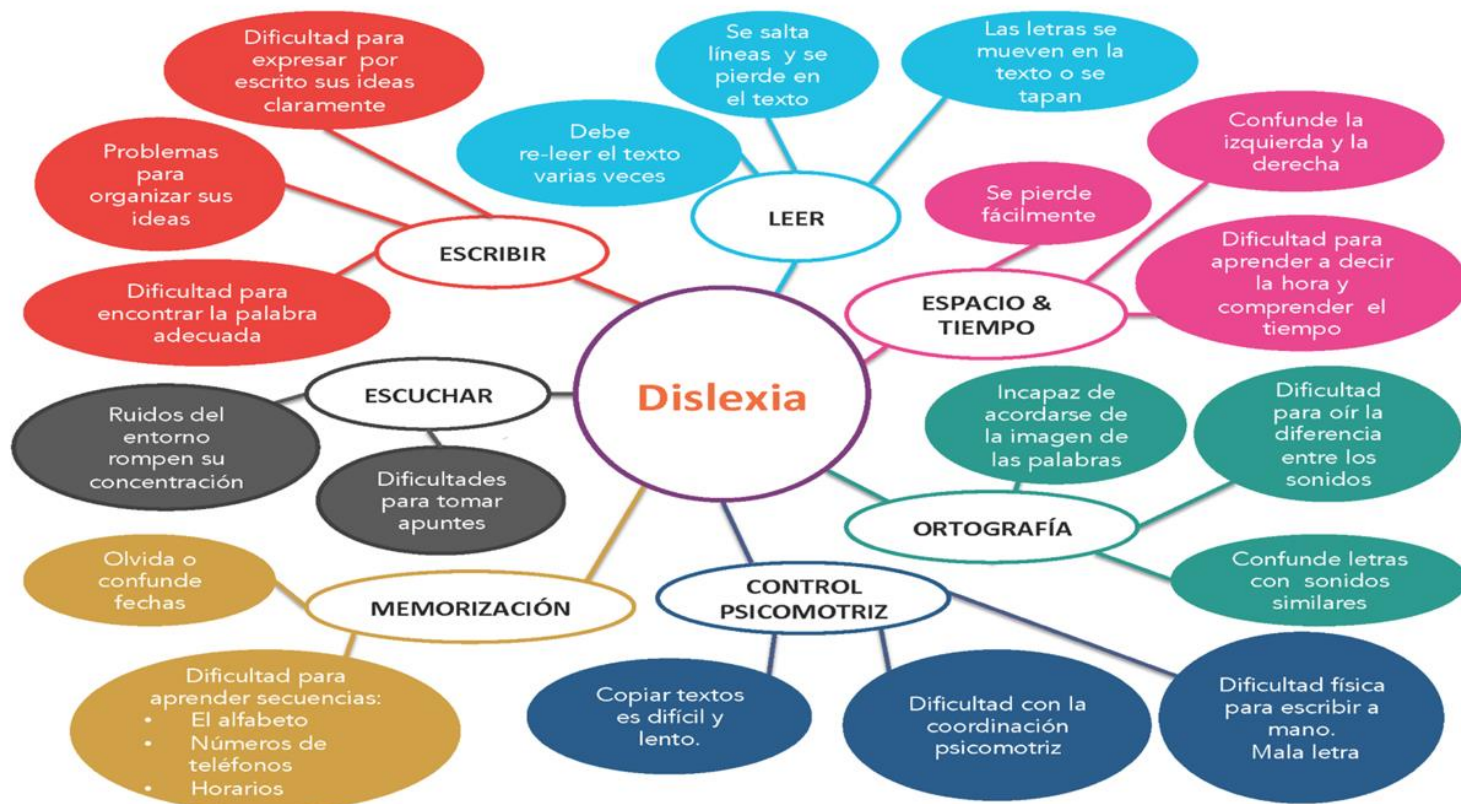 Dificultad para
expresar por
escrito sus ideas
claramente
Problemas
para
organizar sus
ideas
Dificultad para
encontrar la palabra
adecuada
ESCRIBIR
Se salta
líneas y se
pierde en
el texto
Las letras se
mueven en la
texto o se
tapan
Debe
re-leer el texto
varias veces
LEER
Confunde la
izquierda y la
derecha
Se pierde
fácilmente
Dificultad para
aprender a decir
la hora y
comprender el
tiempo
ESPACIO &
TIEMPO
Dislexia
ESCUCHAR
Ruidos del
entorno
rompen su
concentración
Dificultades
para tomar
apuntes
Incapaz de
acordarse de
la imagen de
las palabras
Dificultad
para oír la
diferencia
entre los
sonidos
ORTOGRAFÍA
Confunde letras
con sonidos
similares
Olvida o
confunde
fechas
MEMORIZACIÓN
Dificultad para
aprender secuencias:
• El alfabeto
• Números de
teléfonos
• Horarios
CONTROL
PSICOMOTRIZ
Copiar textos
es difícil y
lento.
Dificultad con la
coordinación
psicomotriz
Dificultad física
para escribir a
mano.
Mala letra